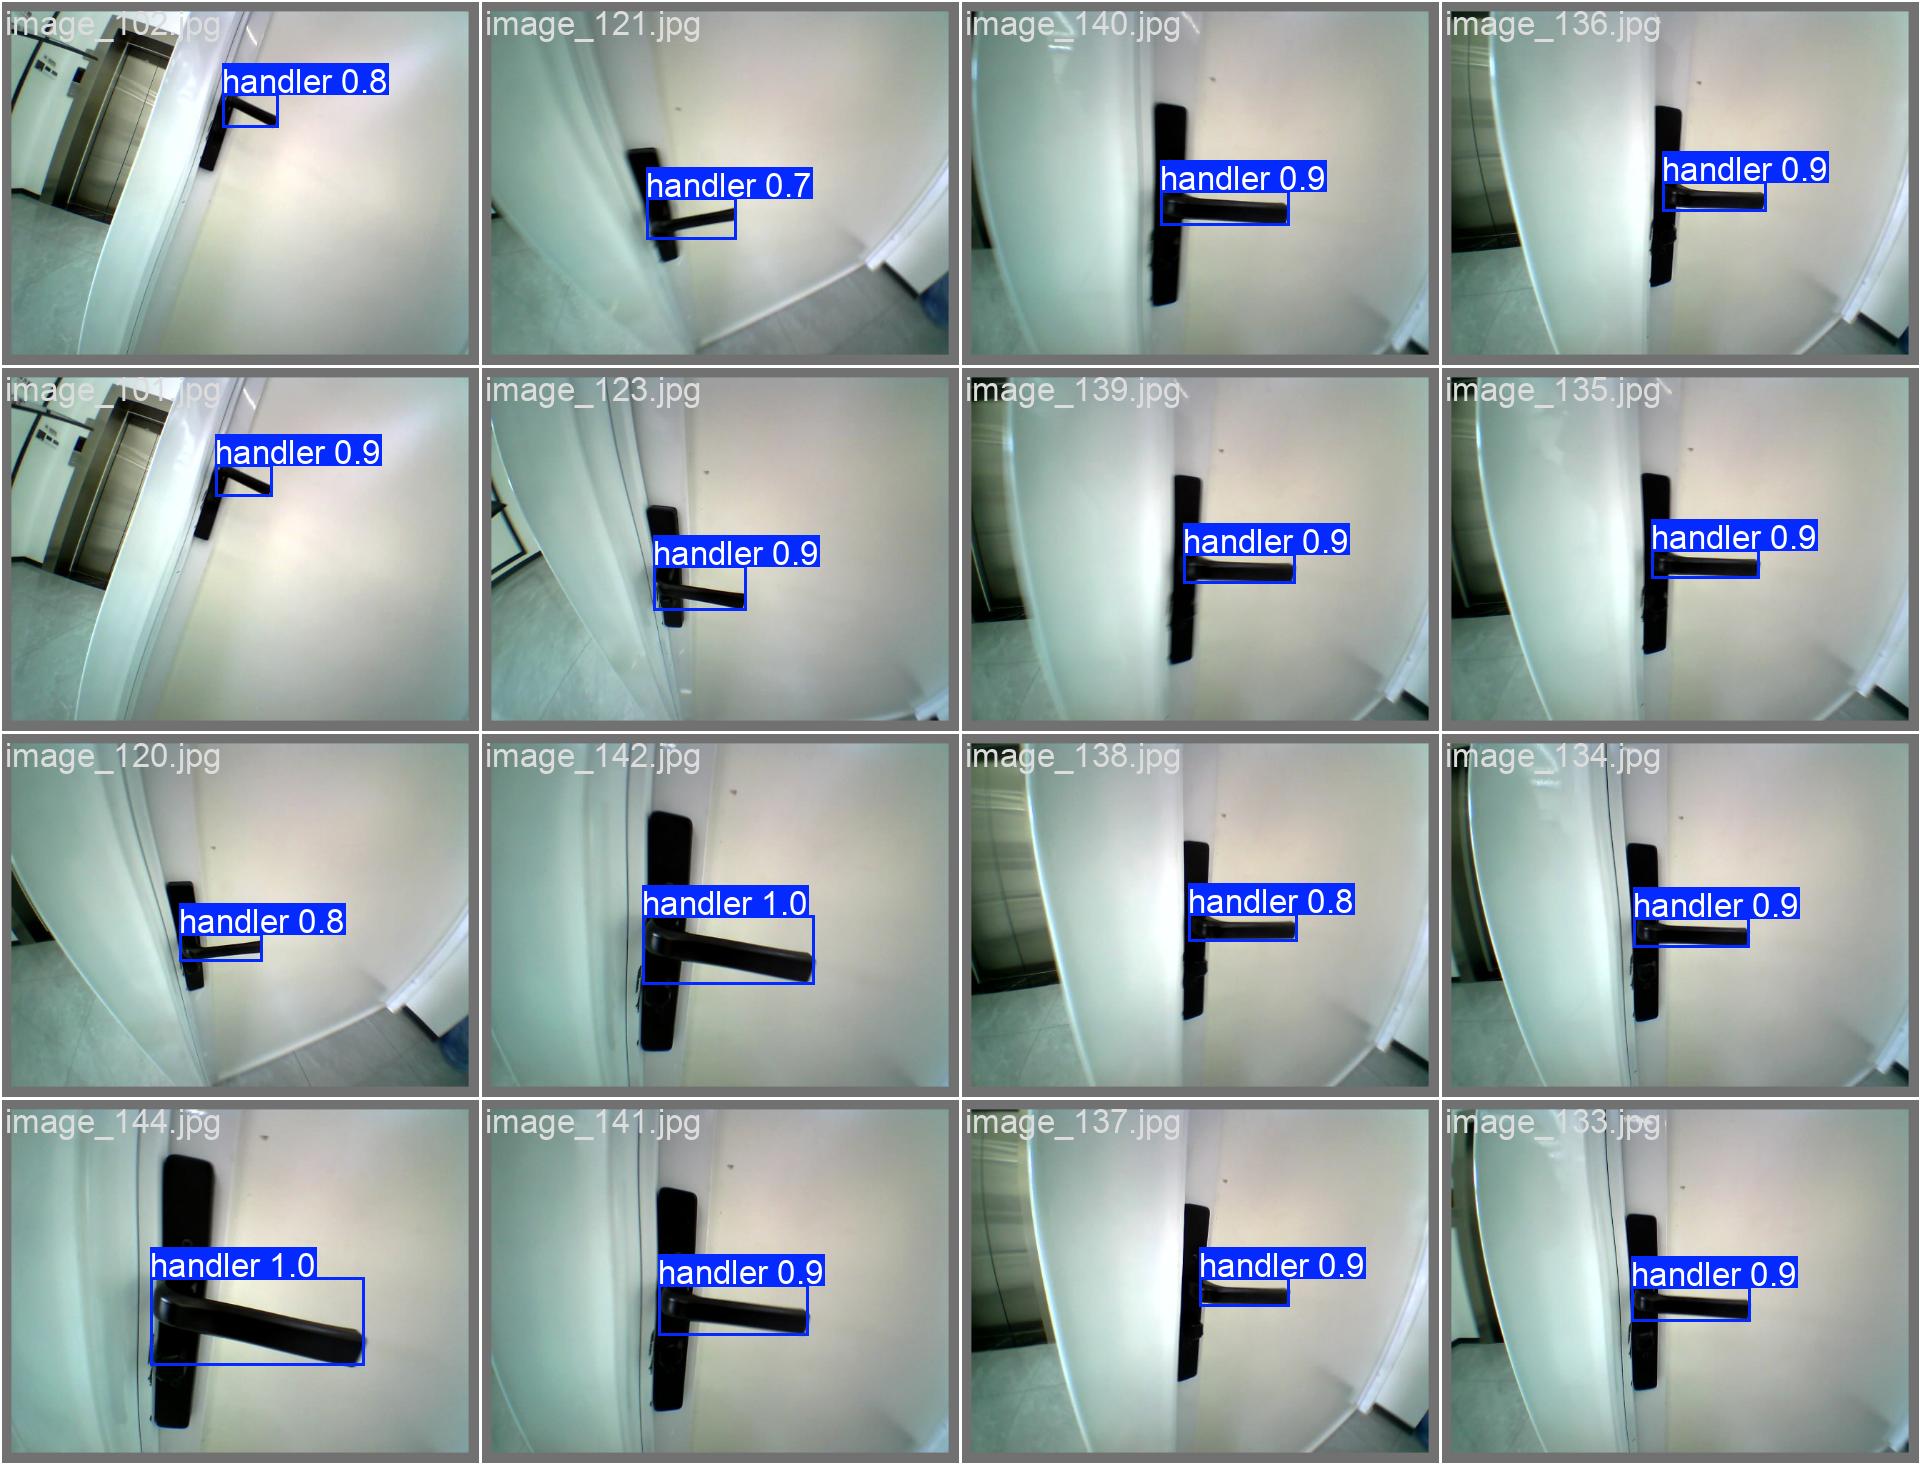 image_102.jpg
handler 0.8
image_121.jpg
handler 0.7
image_140.jpg
handler 0.9
image_136.jpg
handler 0.9
image_101.jpg
handler 0.9
image_123.jpg
handler 0.9
image_139.jpg
handler 0.9
image_135.jpg
handler 0.9
image_120.jpg
handler 0.8
image_142.jpg
handler 1.0
image_138.jpg
handler 0.8
image_134.jpg
handler 0.9
image_144.jpg
handler 1.0
image_141.jpg
handler 0.9
image_137.jpg
handler 0.9
image_133.jpg
handler 0.9